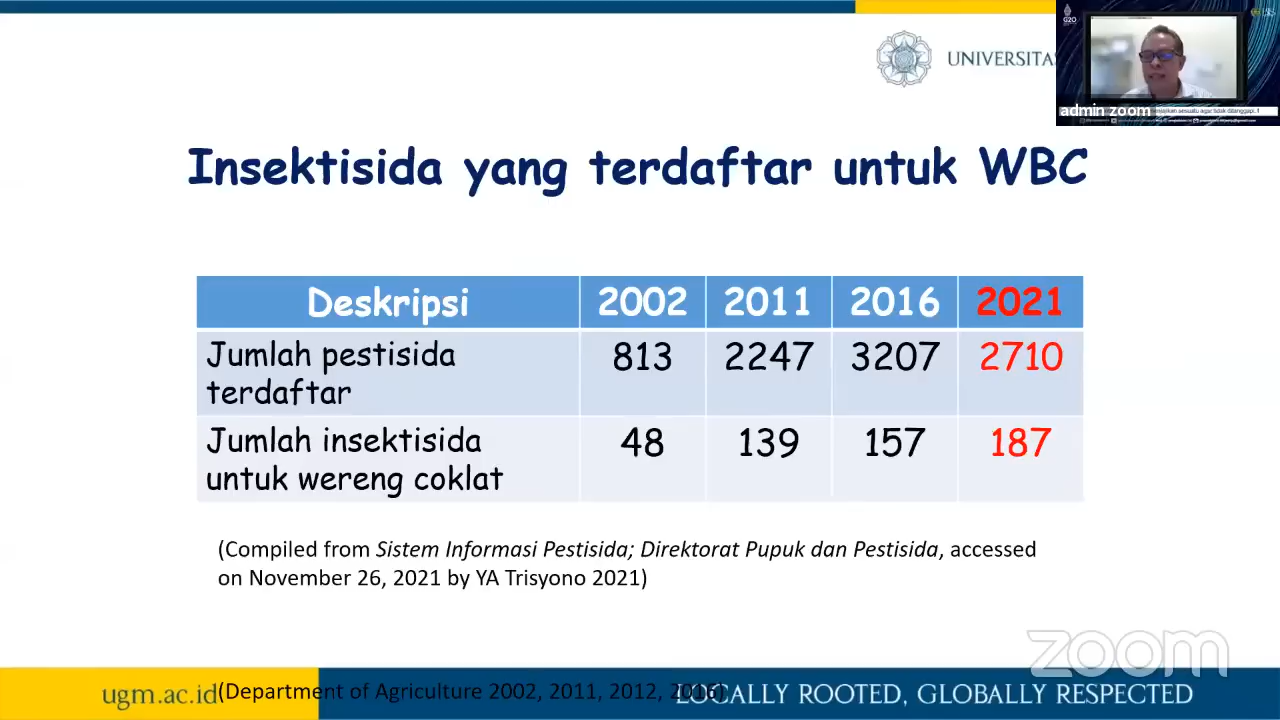 UNIVERSITAS
G20
admin zoom
Insektisida yang terdaftar untuk WBC
Deskripsi 2002 2011 2016 2021
Jumlah pestisida terdaftar 813 2247 3207 2710
Jumlah insektisida untuk wereng coklat 48 139 157 187
(Compiled from Sistem Informasi Pestisida; Direktorat Pupuk dan Pestisida, accessed
on November 26, 2021 by YA Trisyono 2021)
zoom
ugm.ac.id
(Department of Agriculture 2002, 2011, 2012, 2016)
LOCALLY ROOTED, GLOBALLY RESPECTED